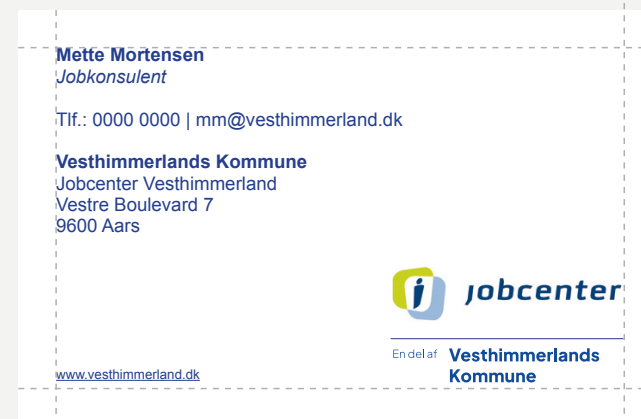 Mette Mortensen
Jobkonsulent
Tlf.: 0000 0000 | mm@vesthimmerland.dk
Vesthimmerlands Kommune
Jobcenter Vesthimmerland
Vestre Boulevard 7
9600 Aars
jobcenter
En del af Vesthimmerlands
Kommune
www.vesthimmerland.dk